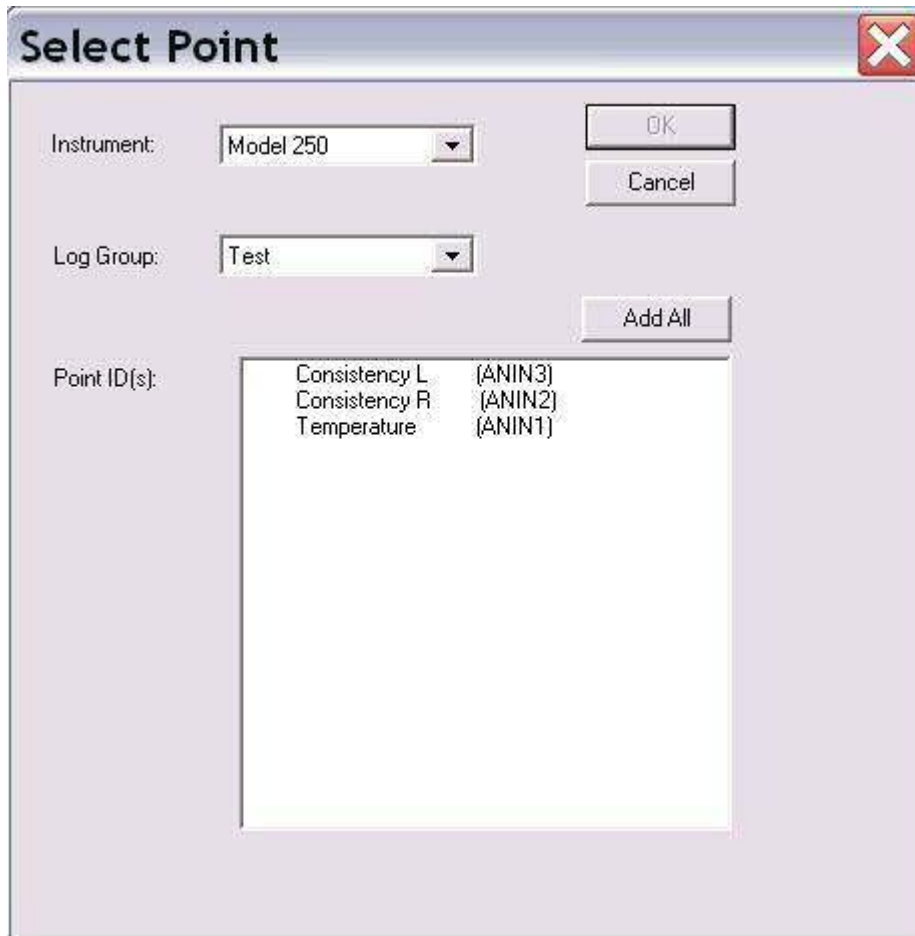 Select Point
Instrument: Model 250
OK
Cancel
Log Group: Test
Add All
Point ID(s):
Consistency L (ANIN3)
Consistency R (ANIN2)
Temperature (ANIN1)